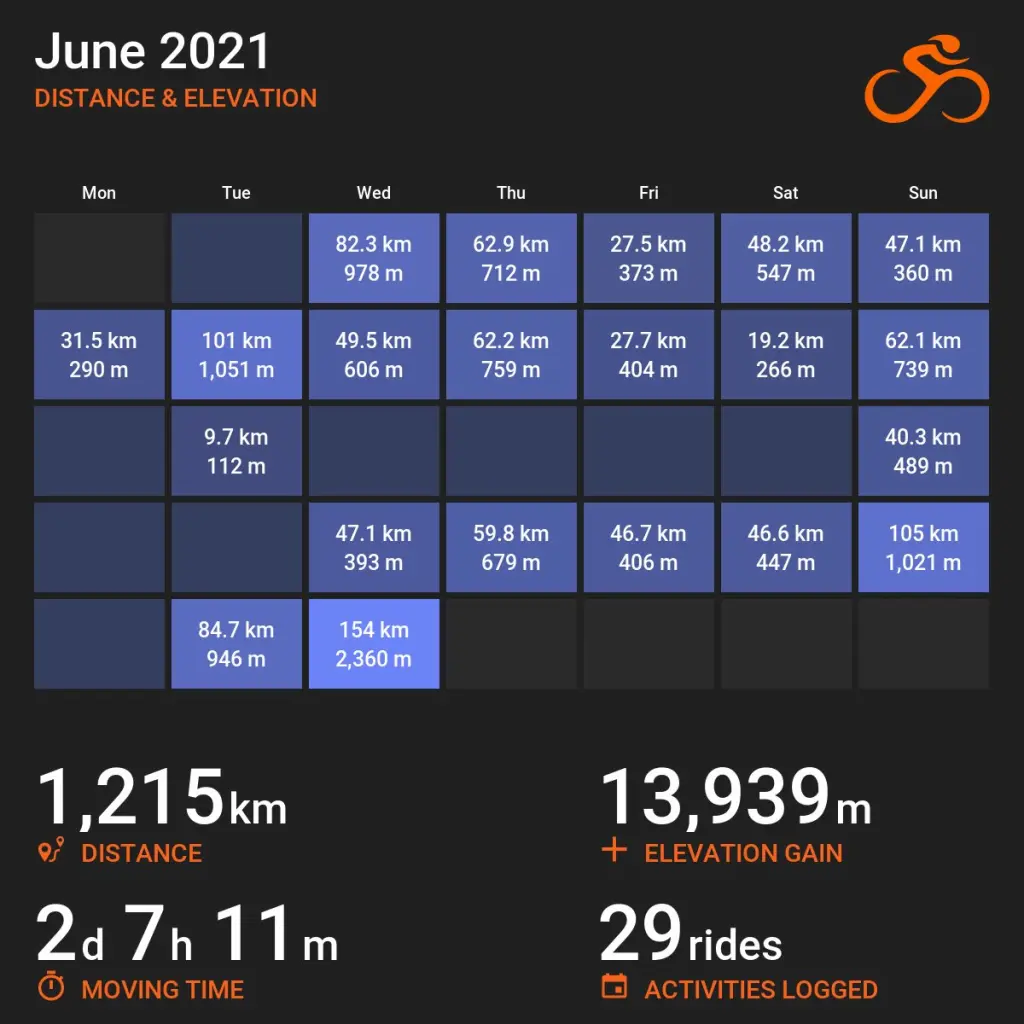 June 2021
DISTANCE & ELEVATION
Mon Tue Wed Thu Fri Sat Sun
82.3 km 62.9 km 27.5 km 48.2 km 47.1 km
978 m 712 m 373 m 547 m 360 m
31.5 km 101 km 49.5 km 62.2 km 27.7 km 19.2 km 62.1 km
290 m 1,051 m 606 m 759 m 404 m 266 m 739 m
9.7 km 40.3 km
112 m 489 m
47.1 km 59.8 km 46.7 km 46.6 km 105 km
393 m 679 m 406 m 447 m 1,021 m
84.7 km 154 km
946 m 2,360 m
1,215km 13,939m
DISTANCE ELEVATION GAIN
2d 7h 11m 29rides
MOVING TIME ACTIVITIES LOGGED